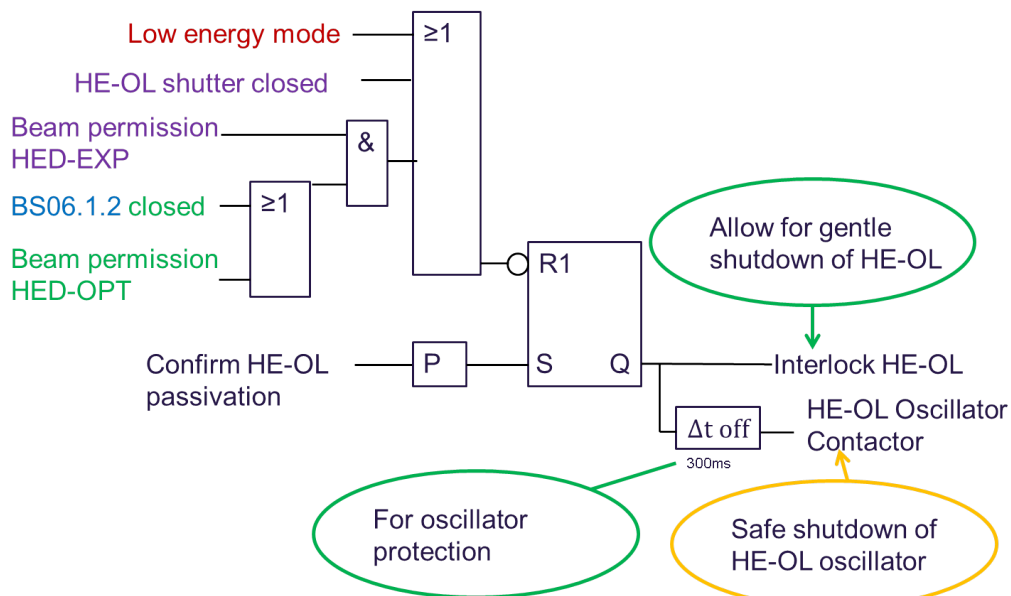 Low energy mode
≥1
HE-OL shutter closed
Beam permission
HED-EXP
&
BS06.1.2 closed
≥1
Beam permission
HED-OPT
Allow for gentle
shutdown of HE-OL
R1
Confirm HE-OL
passivation
P
S
Q
Interlock HE-OL
HE-OL Oscillator
Contactor
Δt off
300ms
For oscillator
protection
Safe shutdown of
HE-OL oscillator